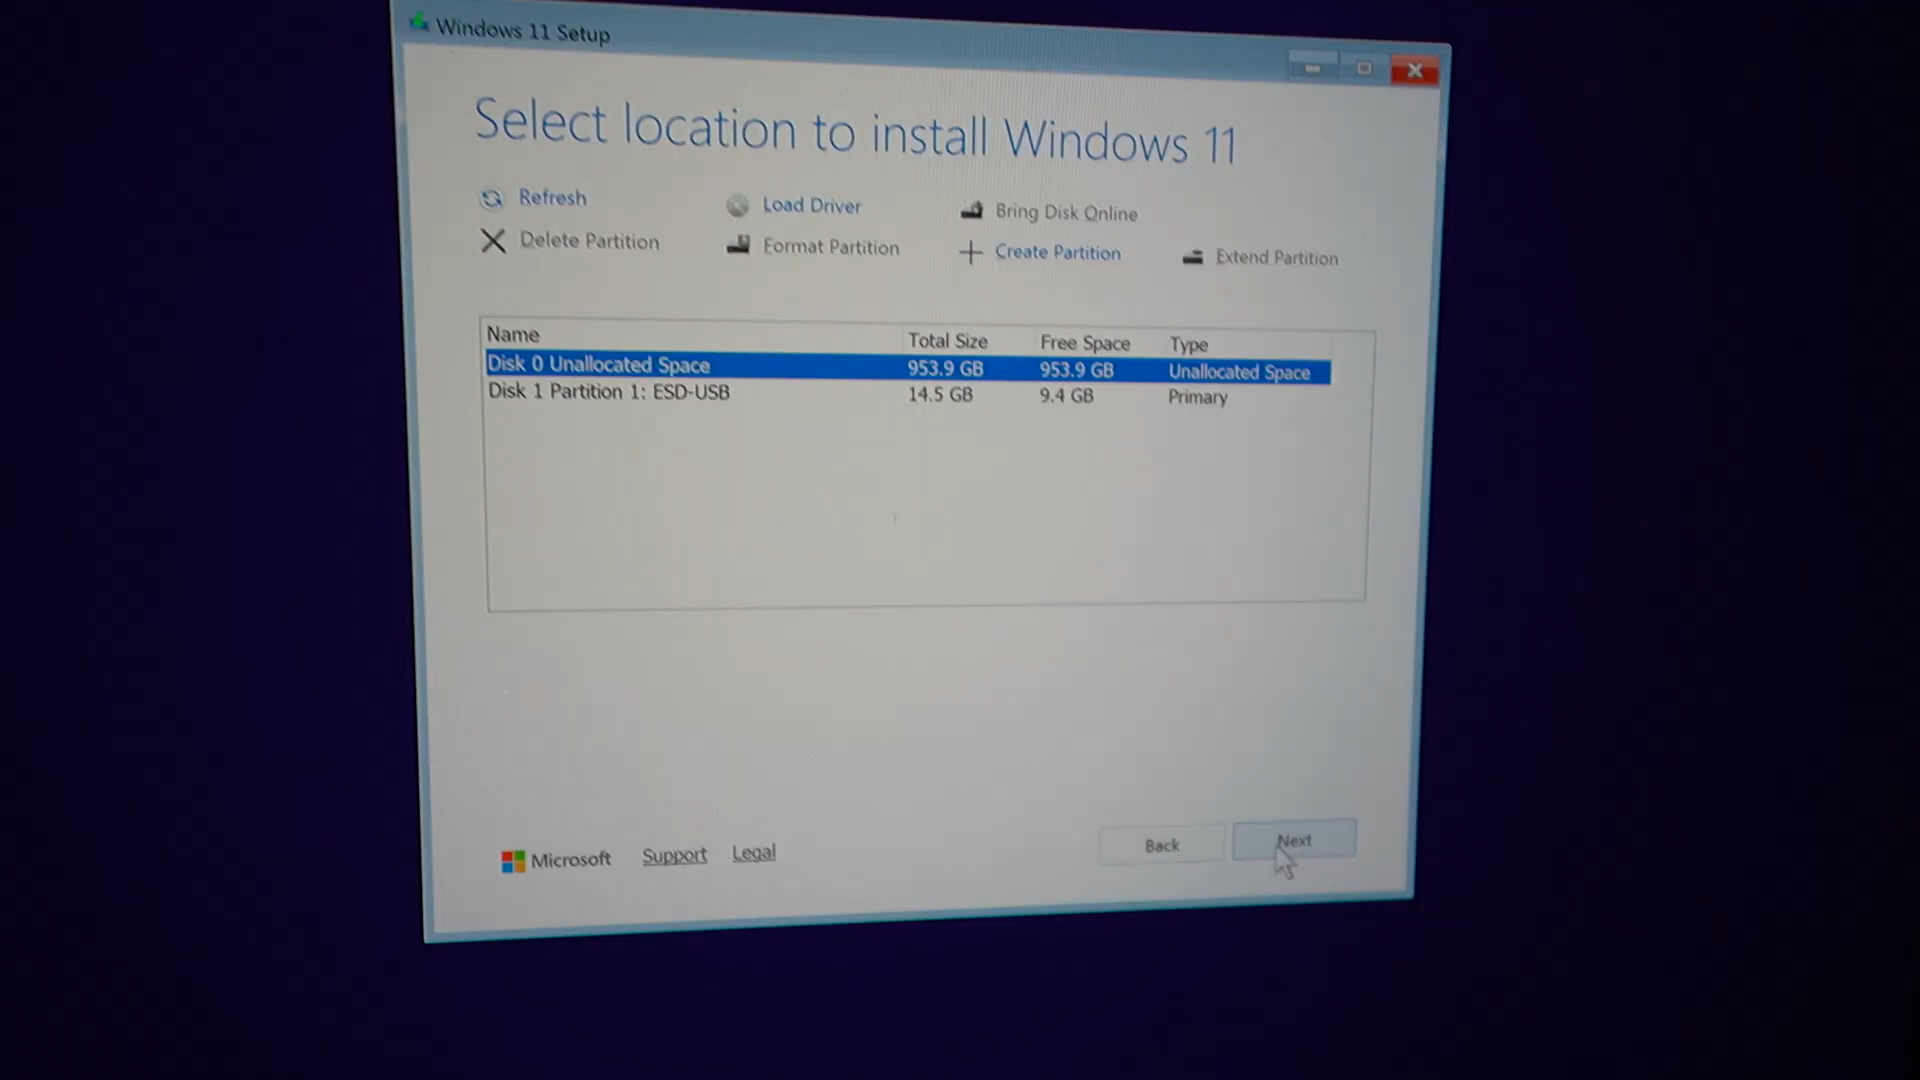 Windows 11 Setup
Select location to install Windows 11
Refresh Load Driver Bring Disk Online
Delete Partition Format Partition Create Partition Extend Partition
Name Total Size Free Space Type
Disk 0 Unallocated Space 953.9 GB 953.9 GB Unallocated Space
Disk 1 Partition 1: ESD-USB 14.5 GB 9.4 GB Primary
Back Next
Microsoft Support Legal